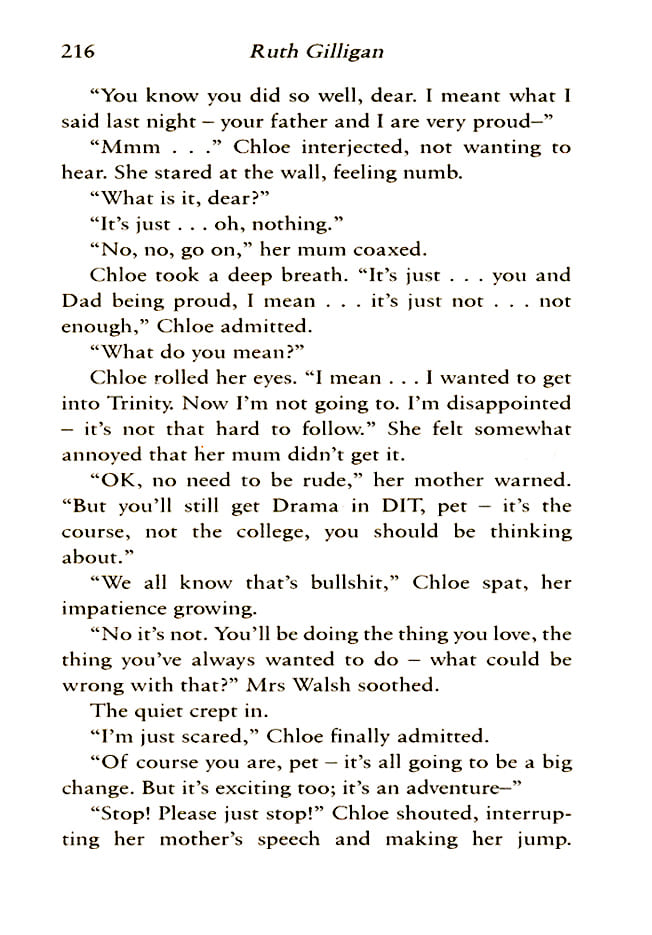 216 Ruth Gilligan
“You know you did so well, dear. I meant what I
said last night – your father and I are very proud–”
“Mmm . . .” Chloe interjected, not wanting to
hear. She stared at the wall, feeling numb.
“What is it, dear?”
“It’s just . . . oh, nothing.”
“No, no, go on,” her mum coaxed.
Chloe took a deep breath. “It’s just . . . you and
Dad being proud, I mean . . . it’s just not . . . not
enough,” Chloe admitted.
“What do you mean?”
Chloe rolled her eyes. “I mean . . . I wanted to get
into Trinity. Now I’m not going to. I’m disappointed
– it’s not that hard to follow.” She felt somewhat
annoyed that her mum didn’t get it.
“OK, no need to be rude,” her mother warned.
“But you’ll still get Drama in DIT, pet – it’s the
course, not the college, you should be thinking
about.”
“We all know that’s bullshit,” Chloe spat, her
impatience growing.
“No it’s not. You’ll be doing the thing you love, the
thing you’ve always wanted to do – what could be
wrong with that?” Mrs Walsh soothed.
The quiet crept in.
“I’m just scared,” Chloe finally admitted.
“Of course you are, pet – it’s all going to be a big
change. But it’s exciting too; it’s an adventure–”
“Stop! Please just stop!” Chloe shouted, interrup-
ting her mother’s speech and making her jump.